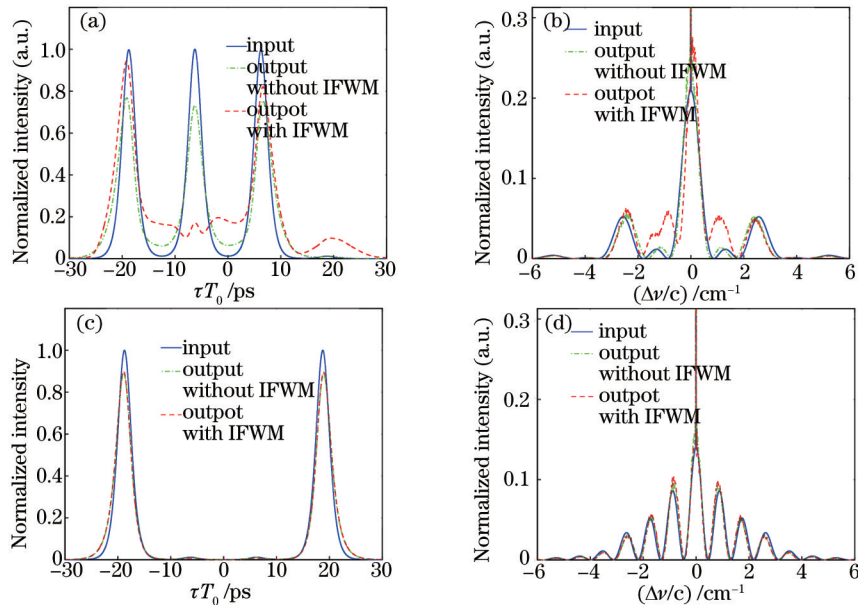 (a)
input
output
without IFWM
outpot
with IFWM
Normalized intensity (a.u.)
1.0
0.8
0.6
0.4
0.2
0
−30 −20 −10 0 10 20 30
τT₀/ps
(b)
input
output
without IFWM
outpot
with IFWM
Normalized intensity (a.u.)
0.3
0.2
0.1
0
−6 −4 −2 0 2 4 6
(Δν/c) /cm⁻¹
(c)
input
output
without IFWM
outpot
with IFWM
Normalized intensity
1.0
0.8
0.6
0.4
0.2
0
−30 −20 −10 0 10 20 30
τT₀/ps
(d)
input
output
without IFWM
outpot
with IFWM
Normalized intensity (a.u.)
0.3
0.2
0.1
0
−6 −4 −2 0 2 4 6
(Δν/c) /cm⁻¹